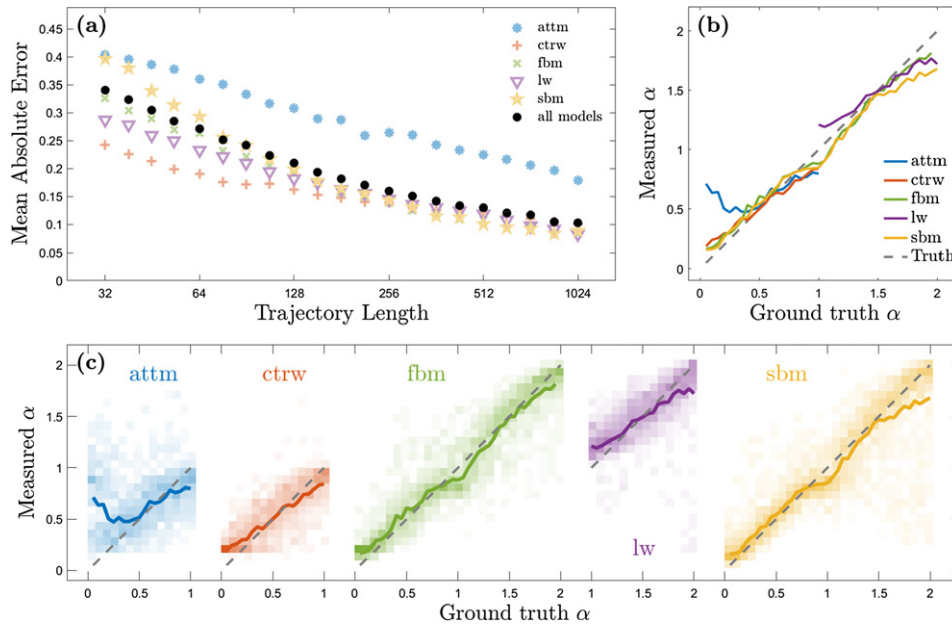 (a)
Mean Absolute Error
0.45
0.4
0.35
0.3
0.25
0.2
0.15
0.1
0.05
0
32
64
128
256
512
1024
Trajectory Length
attm
ctrw
fbm
lw
sbm
all models
(b)
Measured α
2
1.5
1
0.5
0
0
0.5
1
1.5
2
Ground truth α
attm
ctrw
fbm
lw
sbm
Truth
(c)
Measured α
2
1.5
1
0.5
0
attm
ctrw
fbm
lw
sbm
0
0.5
1
0
0.5
1
0
0.5
1
1.5
2
1
1.5
2
0
0.5
1
1.5
2
Ground truth α